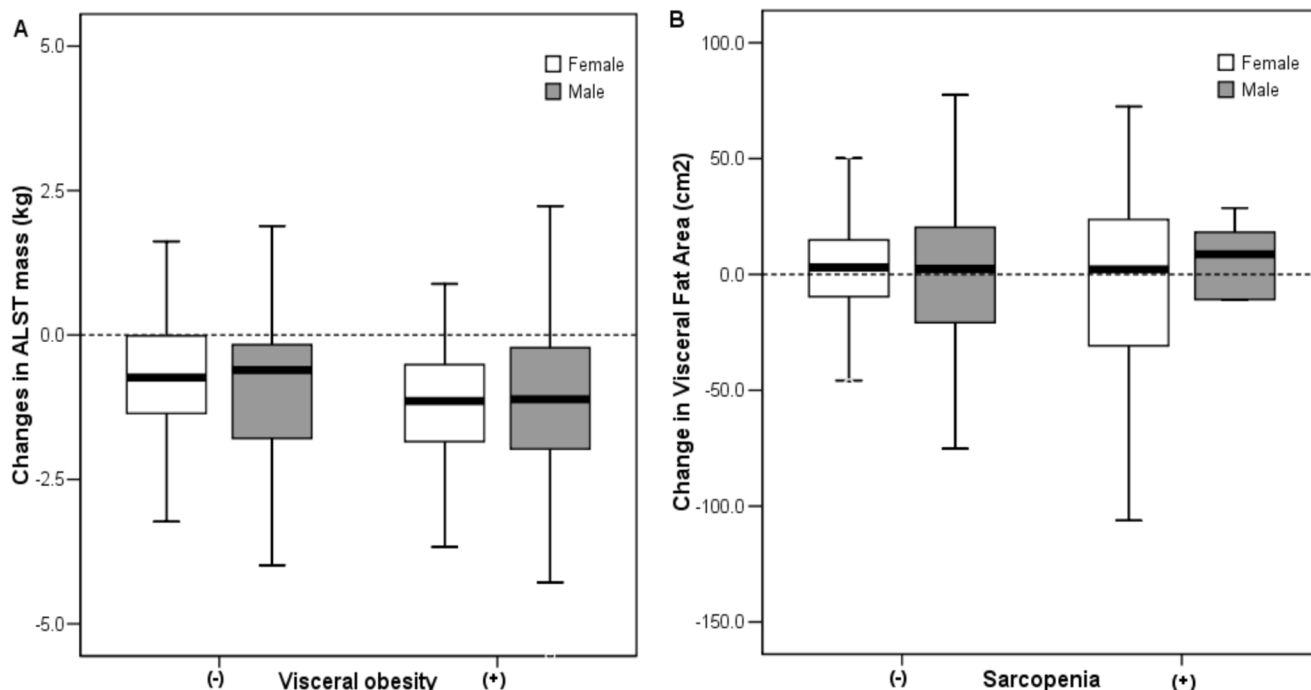 A
Changes in ALST mass (kg)
5.0
2.5
0.0
-2.5
-5.0
Female
Male
(-)
Visceral obesity
(+)
B
Change in Visceral Fat Area (cm2)
100.0
50.0
0.0
-50.0
-100.0
-150.0
Female
Male
(-)
Sarcopenia
(+)